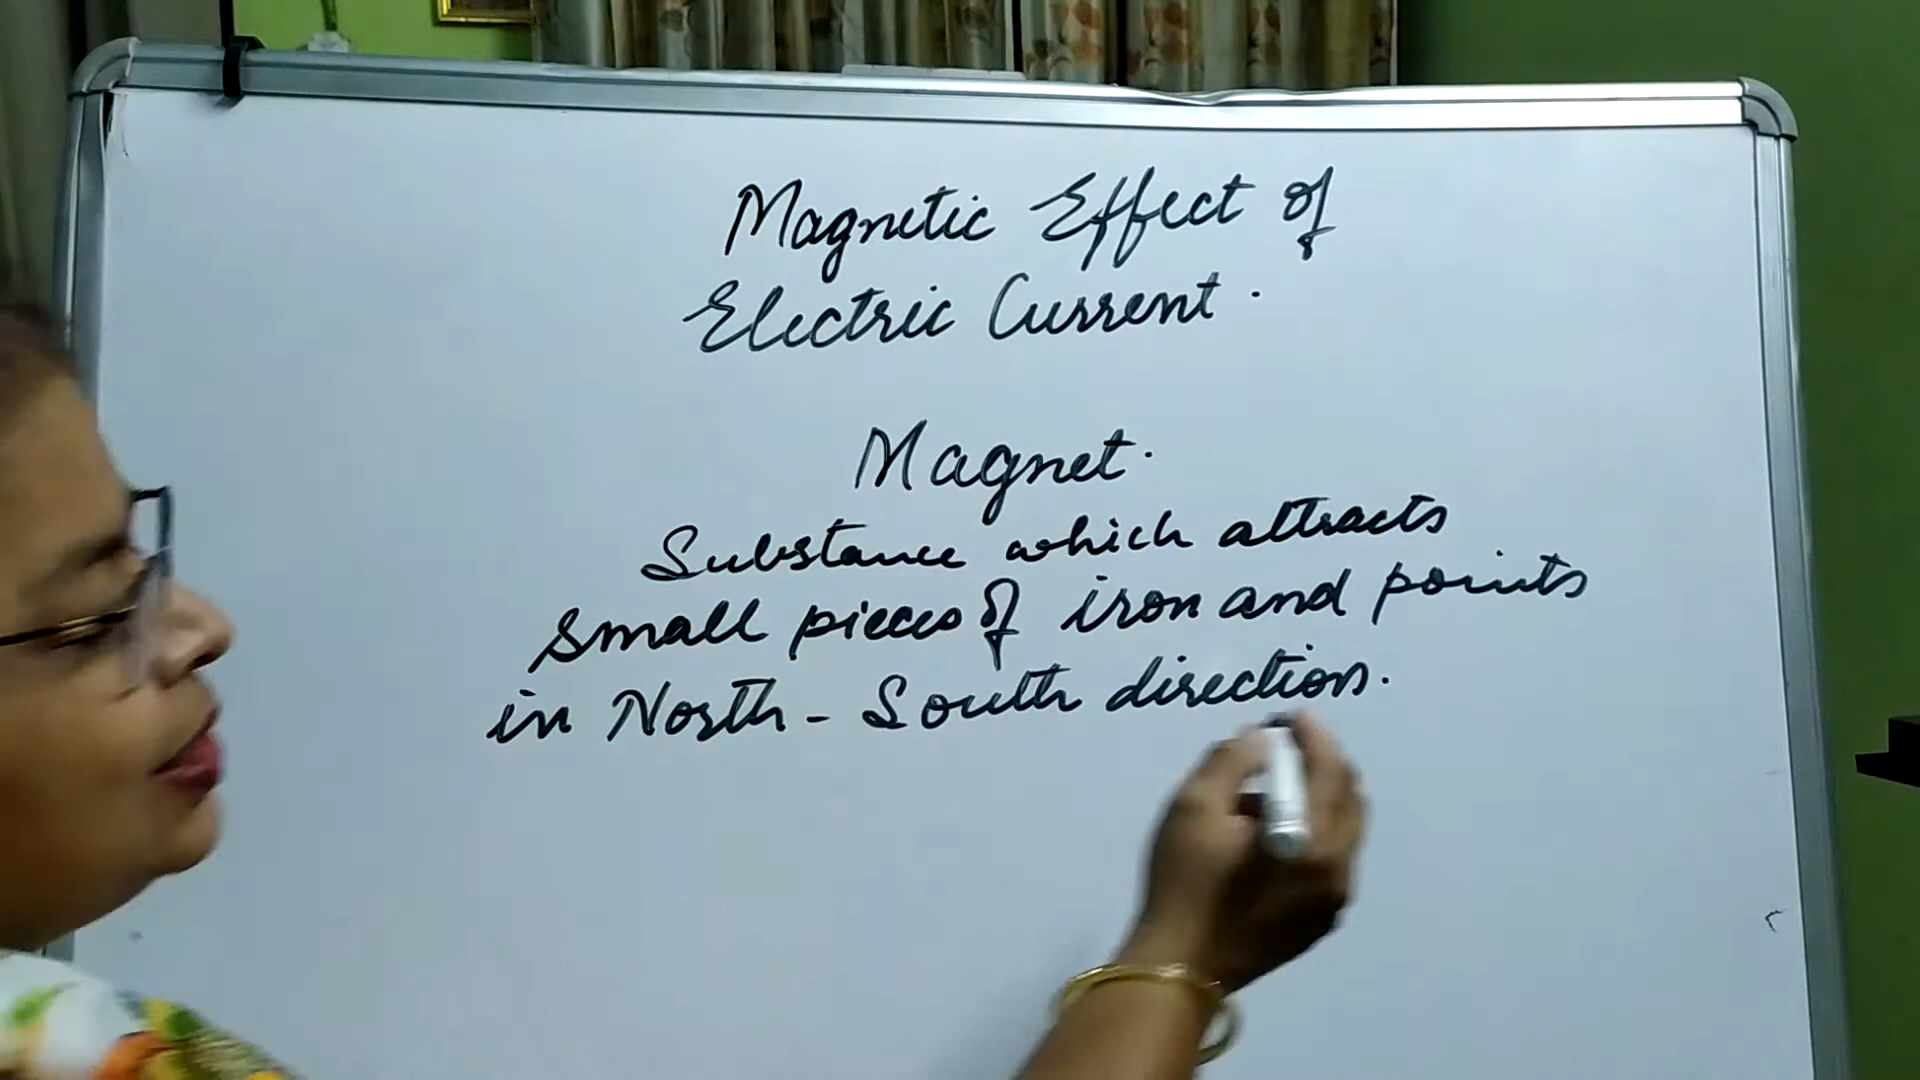 Magnetic Effect of
Electric Current.
Magnet.
Substance which attracts
small pieces of iron and points
in North - South direction.